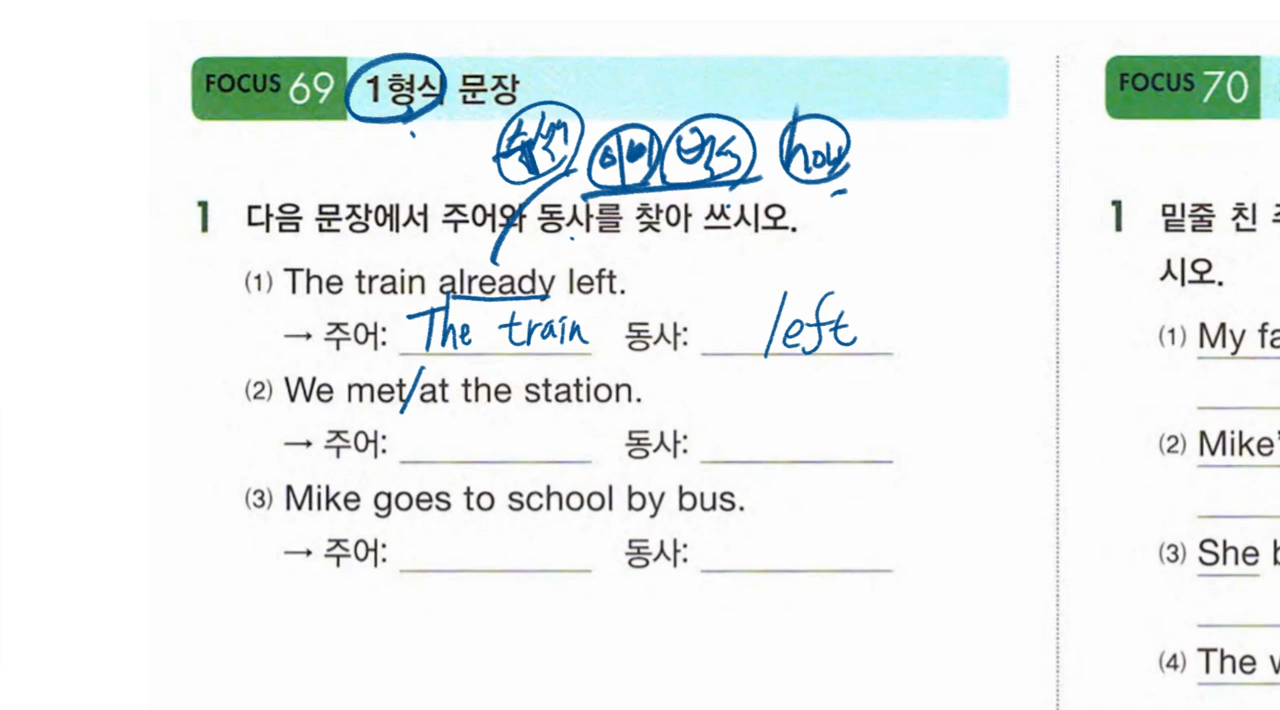 FOCUS 69 1형식 문장
how
1 다음 문장에서 주어와 동사를 찾아 쓰시오.
(1) The train already left.
→ 주어: The train 동사: left
(2) We met/at the station.
→ 주어: 동사:
(3) Mike goes to school by bus.
→ 주어: 동사:
FOCUS 70
1 밑줄 친
시오.
(1) My
(2) Mike'
(3) She
(4) The